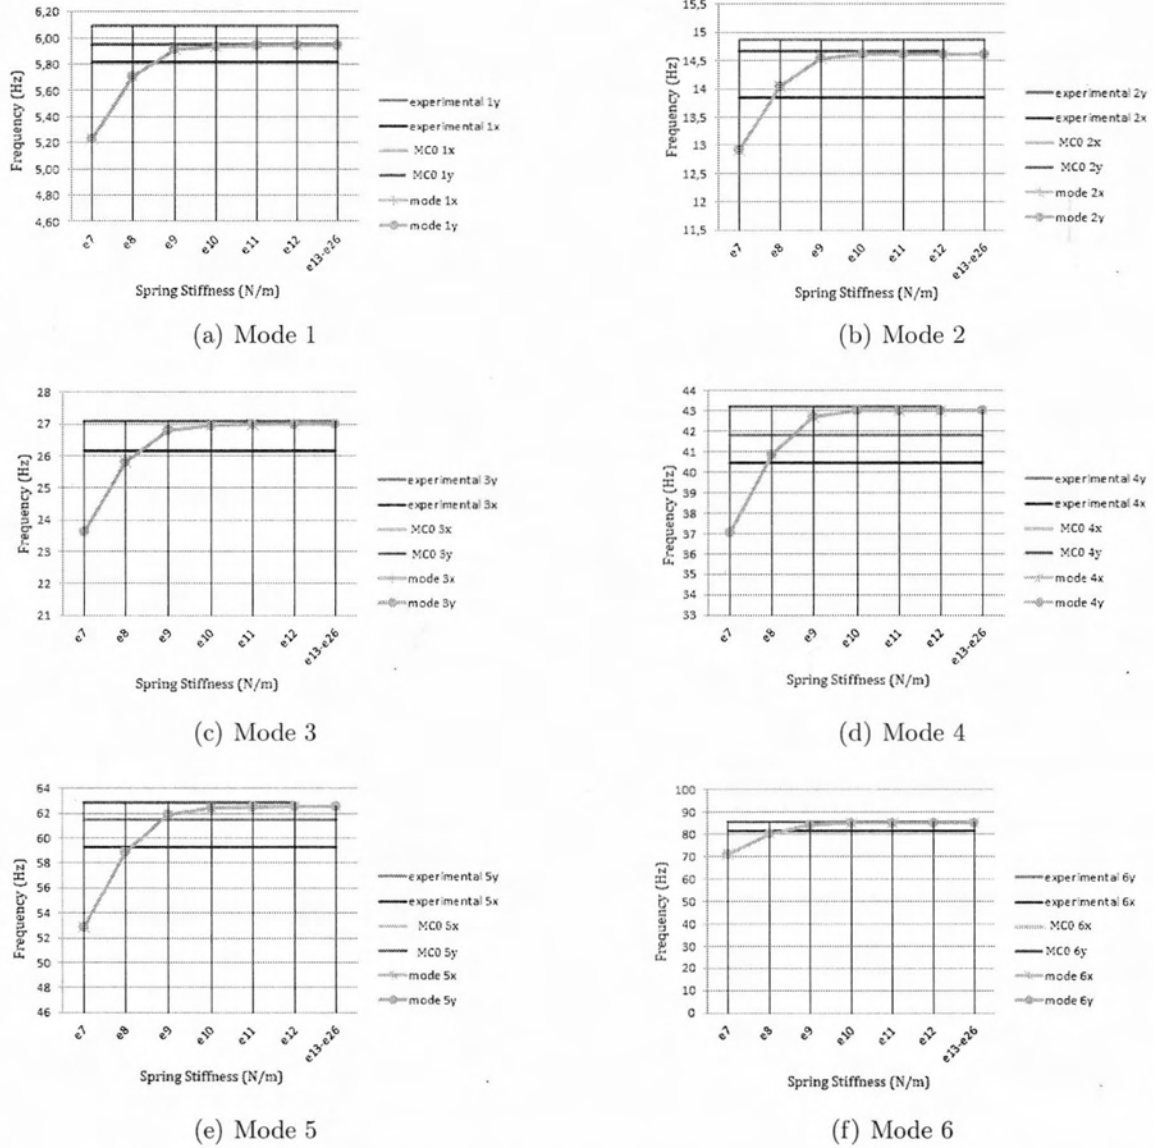 6,20
6,00
5,80
5,60
5,40
5,20
5,00
4,80
4,60
Frequency (Hz)
e7
e8
e9
e10
e11
e12
e13-e26
Spring Stiffness (N/m)
experimental 1y
experimental 1x
MC0 1x
MC0 1y
mode 1x
mode 1y
(a) Mode 1
15,5
15
14,5
14
13,5
13
12,5
12
11,5
Frequency (Hz)
e7
e8
e9
e10
e11
e12
e13-e26
Spring Stiffness (N/m)
experimental 2y
experimental 2x
MC0 2x
MC0 2y
mode 2x
mode 2y
(b) Mode 2
28
27
26
25
24
23
22
21
Frequency (Hz)
e7
e8
e9
e10
e11
e12
e13-e26
Spring Stiffness (N/m)
experimental 3y
experimental 3x
MC0 3x
MC0 3y
mode 3x
mode 3y
(c) Mode 3
44
43
42
41
40
39
38
37
36
35
34
33
Frequency (Hz)
e7
e8
e9
e10
e11
e12
e13-e26
Spring Stiffness (N/m)
experimental 4y
experimental 4x
MC0 4x
MC0 4y
mode 4x
mode 4y
(d) Mode 4
64
62
60
58
56
54
52
50
48
46
Frequency (Hz)
e7
e8
e9
e10
e11
e12
e13-e26
Spring Stiffness (N/m)
experimental 5y
experimental 5x
MC0 5x
MC0 5y
mode 5x
mode 5y
(e) Mode 5
100
90
80
70
60
50
40
30
20
10
0
Frequency (Hz)
e7
e8
e9
e10
e11
e12
e13-e26
Spring Stiffness (N/m)
experimental 6y
experimental 6x
MC0 6x
MC0 6y
mode 6x
mode 6y
(f) Mode 6